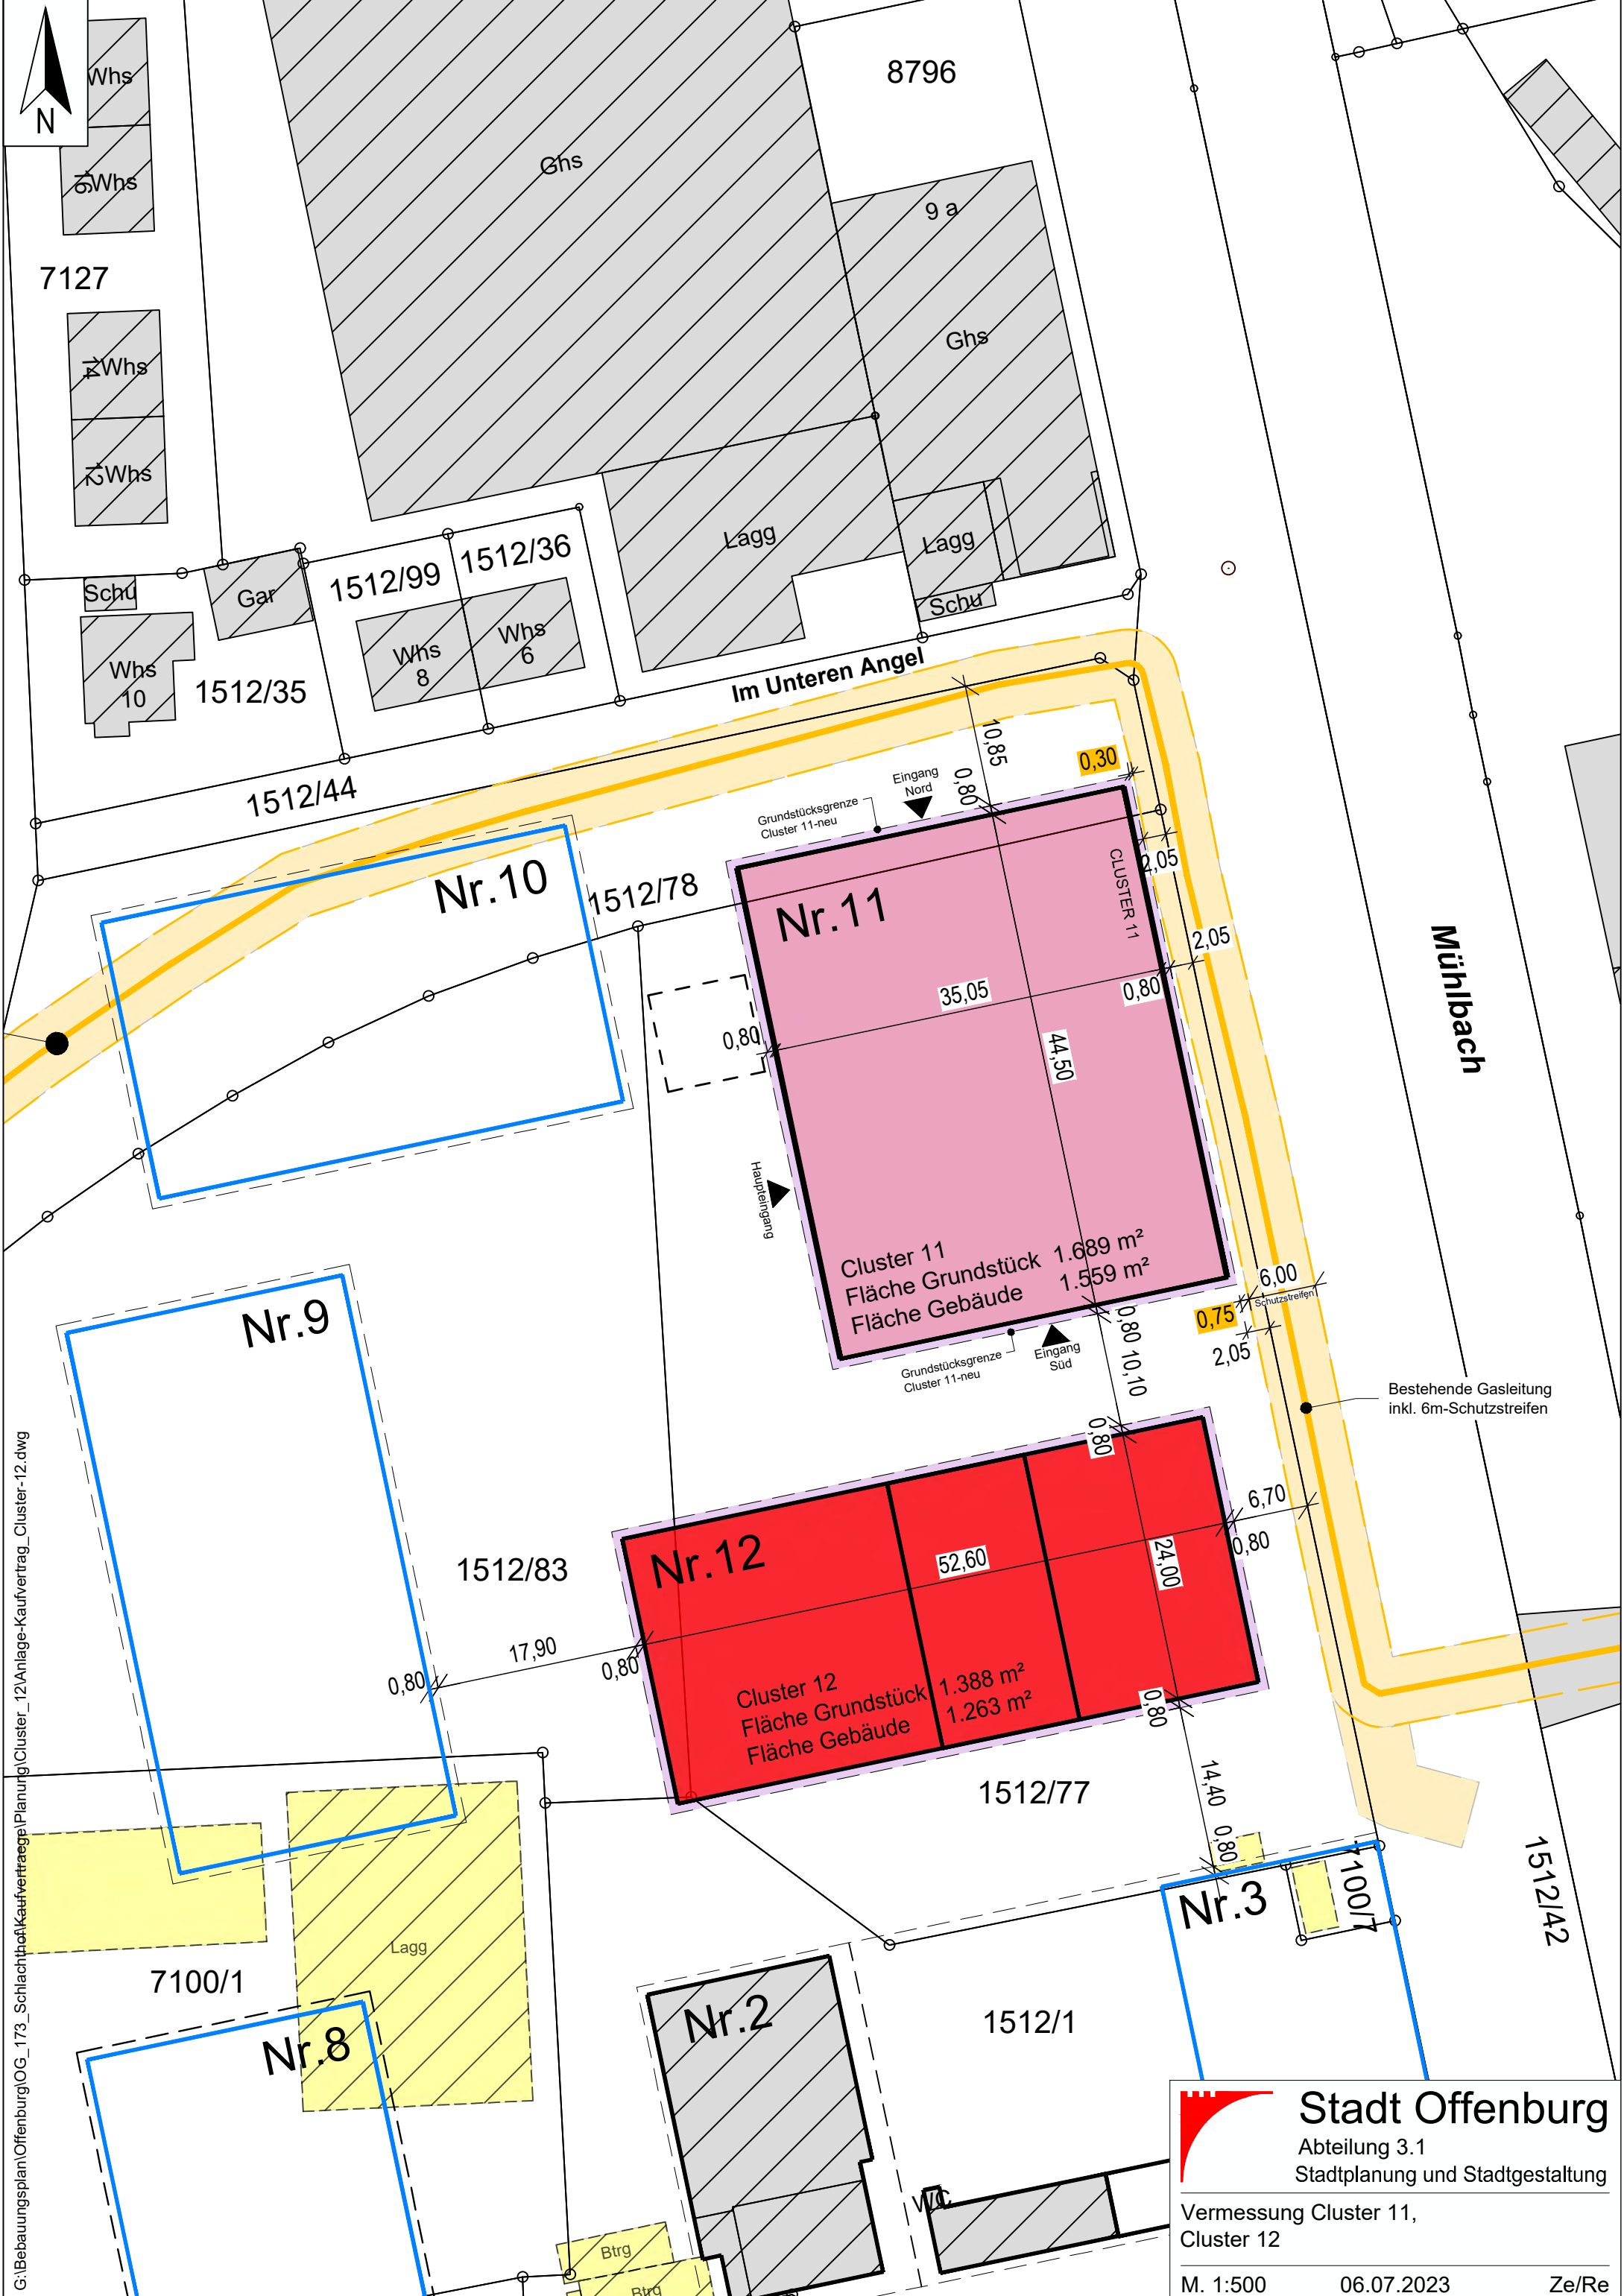 N
Whs
16
Whs
7127
14
Whs
12
Whs
Ghs
8796
9 a
Ghs
Lagg
Lagg
Schu
Schu
Gar
1512/99
1512/36
Whs
10
1512/35
Whs
8
Whs
6
Im Unteren Angel
1512/44
10,85
0,80
0,30
Eingang
Nord
Grundstücksgrenze
Cluster 11-neu
Nr.10
1512/78
Nr.11
CLUSTER 11
2,05
2,05
0,80
35,05
0,80
44,50
Mühlbach
Haupteingang
Cluster 11
Fläche Grundstück 1.689 m²
Fläche Gebäude 1.559 m²
6,00
Schutzstreifen
0,75
2,05
0,80
10,10
Grundstücksgrenze
Cluster 11-neu
Eingang
Süd
Nr.9
Bestehende Gasleitung
inkl. 6m-Schutzstreifen
0,80
6,70
0,80
Nr.12
52,60
24,00
1512/83
17,90
0,80
0,80
Cluster 12
Fläche Grundstück 1.388 m²
Fläche Gebäude 1.263 m²
0,80
14,40
0,80
1512/77
Nr.3
7100/7
1512/42
Lagg
7100/1
Nr.8
Nr.2
1512/1
WC
Btrg
Btrg
G:\Bebauungsplan\Offenburg\OG_173_Schlachthof\Kaufvertraege\Planung\Cluster_12\Anlage-Kaufvertrag_Cluster-12.dwg
Stadt Offenburg
Abteilung 3.1
Stadtplanung und Stadtgestaltung
Vermessung Cluster 11,
Cluster 12
M. 1:500 06.07.2023 Ze/Re